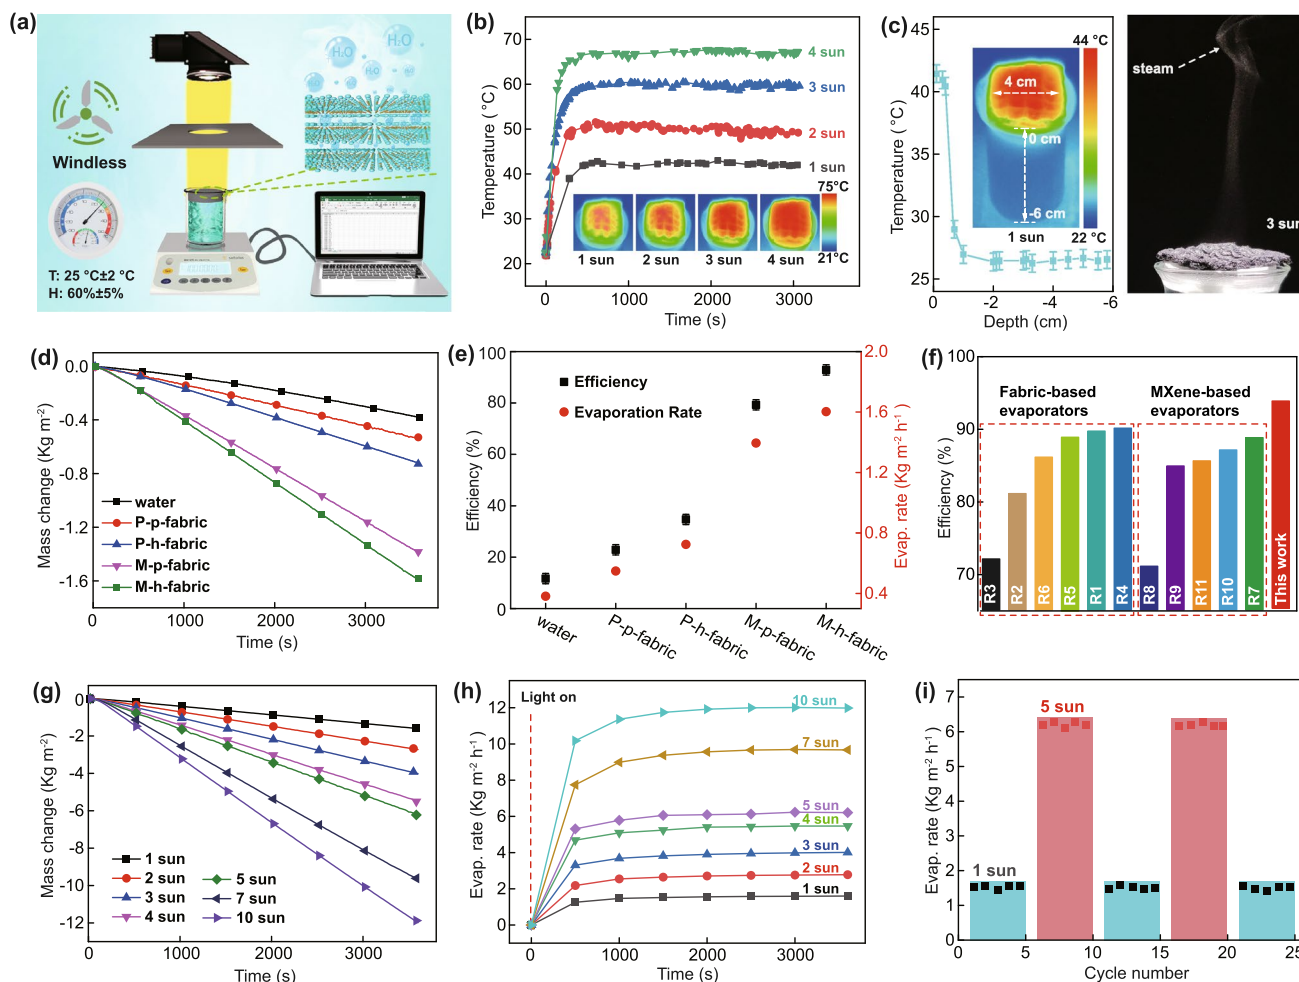 (a)
H₂O
H₂O
H₂O
Windless
T: 25 °C±2 °C
H: 60%±5%
(b)
Temperature ( °C)
70
60
50
40
30
20
4 sun
3 sun
2 sun
1 sun
75°C
21°C
1 sun 2 sun 3 sun 4 sun
0 1000 2000 3000
Time (s)
(c)
Temperature ( °C)
45
40
35
30
25
44 °C
4 cm
0 cm
-6 cm
1 sun
22 °C
0 -2 -4 -6
Depth (cm)
steam
3 sun
(d)
Mass change (Kg m⁻²)
0.0
-0.4
-0.8
-1.2
-1.6
water
P-p-fabric
P-h-fabric
M-p-fabric
M-h-fabric
0 1000 2000 3000
Time (s)
(e)
Efficiency (%)
100
80
60
40
20
0
Efficiency
Evaporation Rate
2.0
1.6
1.2
0.8
0.4
Evap. rate (Kg m⁻² h⁻¹)
water
P-p-fabric
P-h-fabric
M-p-fabric
M-h-fabric
(f)
Efficiency (%)
100
90
80
70
Fabric-based
evaporators
MXene-based
evaporators
R3
R2
R6
R5
R1
R4
R8
R9
R11
R10
R7
This work
(g)
Mass change (Kg m⁻²)
0
-2
-4
-6
-8
-10
-12
1 sun
2 sun
3 sun
4 sun
5 sun
7 sun
10 sun
0 1000 2000 3000
Time (s)
(h)
Light on
Evap. rate (Kg m⁻² h⁻¹)
12
10
8
6
4
2
0
10 sun
7 sun
5 sun
4 sun
3 sun
2 sun
1 sun
0 1000 2000 3000
Time (s)
(i)
Evap. rate (Kg m⁻² h⁻¹)
7
6
5
4
3
2
1
0
5 sun
1 sun
0 5 10 15 20 25
Cycle number